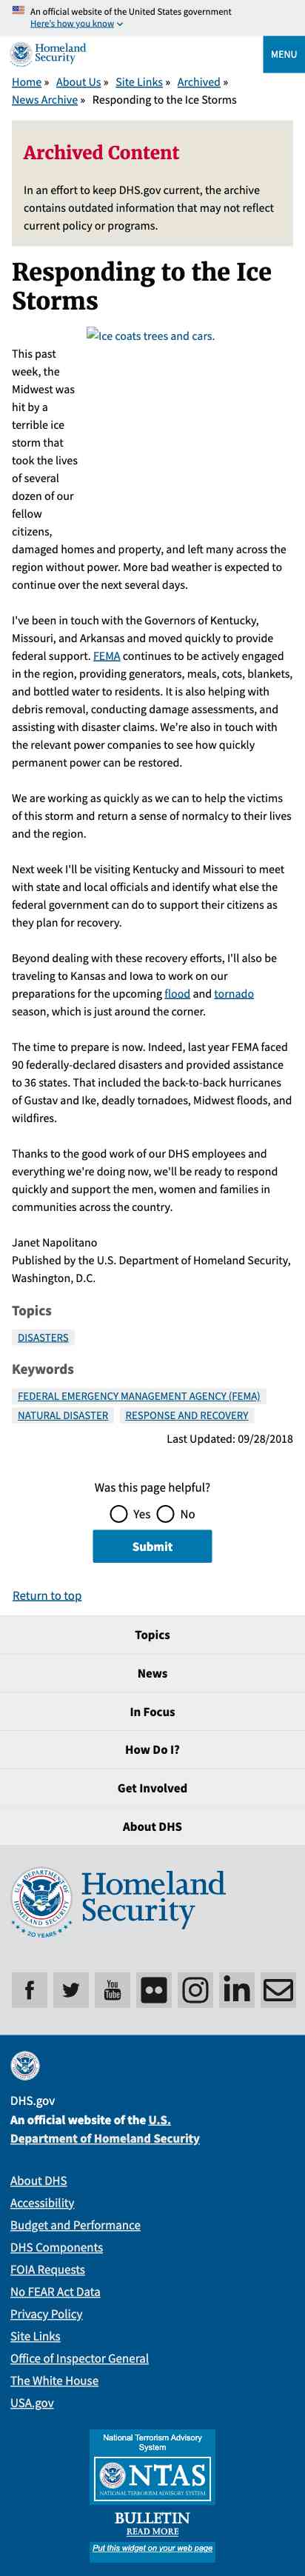 An official website of the United States government
Here's how you know
Homeland
Security
MENU
Home » About Us » Site Links » Archived »
News Archive » Responding to the Ice Storms
Archived Content
In an effort to keep DHS.gov current, the archive
contains outdated information that may not reflect
current policy or programs.
Responding to the Ice
Storms
Ice coats trees and cars.
This past
week, the
Midwest was
hit by a
terrible ice
storm that
took the lives
of several
dozen of our
fellow
citizens,
damaged homes and property, and left many across the
region without power. More bad weather is expected to
continue over the next several days.
I've been in touch with the Governors of Kentucky,
Missouri, and Arkansas and moved quickly to provide
federal support. FEMA continues to be actively engaged
in the region, providing generators, meals, cots, blankets,
and bottled water to residents. It is also helping with
debris removal, conducting damage assessments, and
assisting with disaster claims. We're also in touch with
the relevant power companies to see how quickly
permanent power can be restored.
We are working as quickly as we can to help the victims
of this storm and return a sense of normalcy to their lives
and the region.
Next week I'll be visiting Kentucky and Missouri to meet
with state and local officials and identify what else the
federal government can do to support their citizens as
they plan for recovery.
Beyond dealing with these recovery efforts, I'll also be
traveling to Kansas and Iowa to work on our
preparations for the upcoming flood and tornado
season, which is just around the corner.
The time to prepare is now. Indeed, last year FEMA faced
90 federally-declared disasters and provided assistance
to 36 states. That included the back-to-back hurricanes
of Gustav and Ike, deadly tornadoes, Midwest floods, and
wildfires.
Thanks to the good work of our DHS employees and
everything we're doing now, we'll be ready to respond
quickly and support the men, women and families in
communities across the country.
Janet Napolitano
Published by the U.S. Department of Homeland Security,
Washington, D.C.
Topics
DISASTERS
Keywords
FEDERAL EMERGENCY MANAGEMENT AGENCY (FEMA)
NATURAL DISASTER RESPONSE AND RECOVERY
Last Updated: 09/28/2018
Was this page helpful?
Yes No
Submit
Return to top
Topics
News
In Focus
How Do I?
Get Involved
About DHS
Homeland
Security
20 YEARS
You
Tube
in
DHS.gov
An official website of the U.S.
Department of Homeland Security
About DHS
Accessibility
Budget and Performance
DHS Components
FOIA Requests
No FEAR Act Data
Privacy Policy
Site Links
Office of Inspector General
The White House
USA.gov
National Terrorism Advisory
System
NTAS
NATIONAL TERRORISM ADVISORY SYSTEM
BULLETIN
READ MORE
Put this widget on your web page